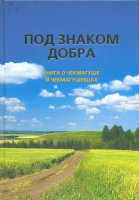 ПОД ЗНАКОМ
ДОБРА
КНИГА О ЧЕКМАГУШЕ
И ЧЕКМАГУШЕВЦАХ